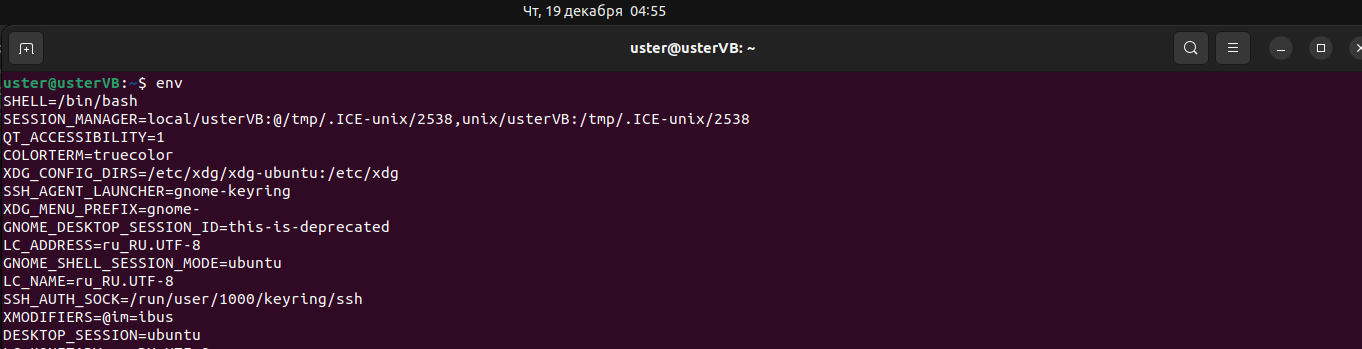 Чт, 19 декабря 04:55
uster@usterVB: ~
uster@usterVB:~$ env
SHELL=/bin/bash
SESSION_MANAGER=local/usterVB:@/tmp/.ICE-unix/2538,unix/usterVB:/tmp/.ICE-unix/2538
QT_ACCESSIBILITY=1
COLORTERM=truecolor
XDG_CONFIG_DIRS=/etc/xdg/xdg-ubuntu:/etc/xdg
SSH_AGENT_LAUNCHER=gnome-keyring
XDG_MENU_PREFIX=gnome-
GNOME_DESKTOP_SESSION_ID=this-is-deprecated
LC_ADDRESS=ru_RU.UTF-8
GNOME_SHELL_SESSION_MODE=ubuntu
LC_NAME=ru_RU.UTF-8
SSH_AUTH_SOCK=/run/user/1000/keyring/ssh
XMODIFIERS=@im=ibus
DESKTOP_SESSION=ubuntu